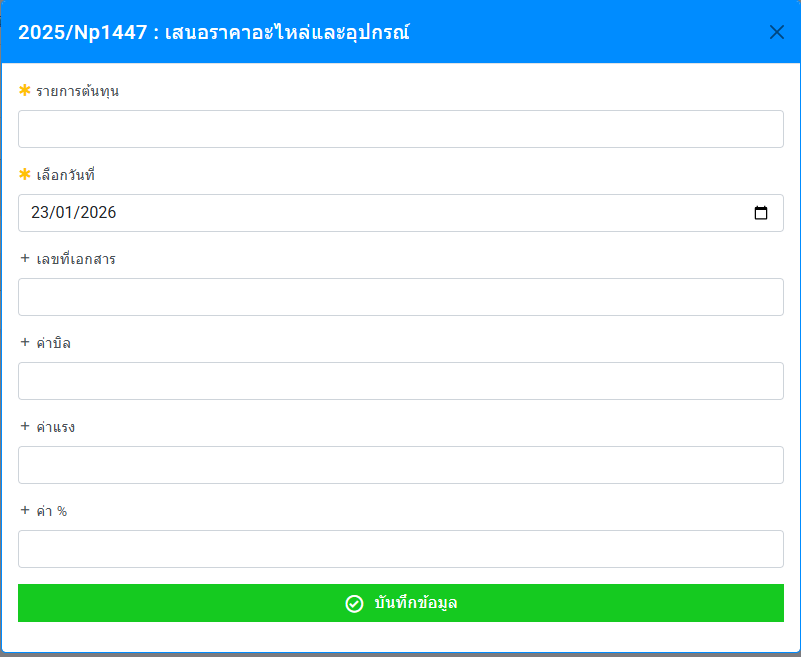 2025/Np1447 : เสนอราคาอะไหล่และอุปกรณ์
✱ รายการต้นทุน
✱ เลือกวันที่
23/01/2026
+ เลขที่เอกสาร
+ ค่าบิล
+ ค่าแรง
+ ค่า %
บันทึกข้อมูล